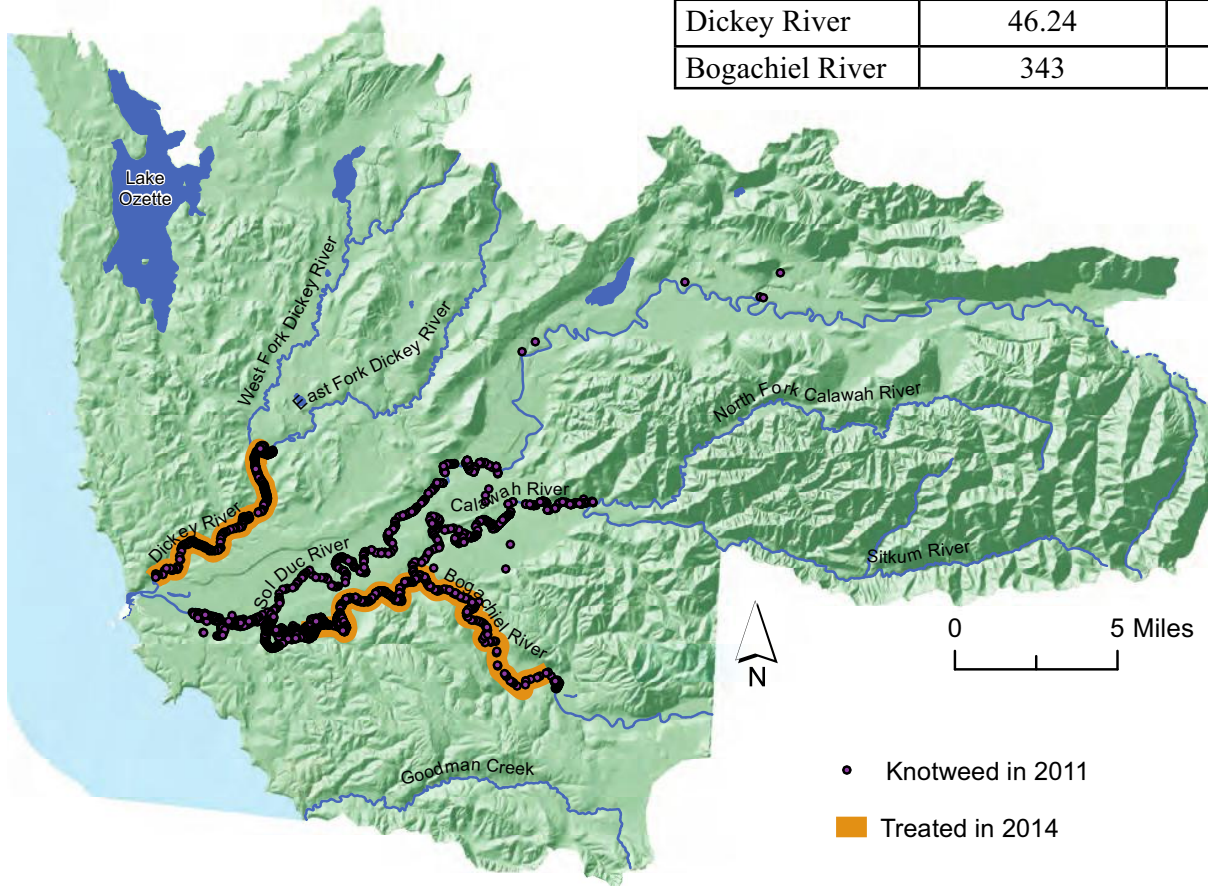 Dickey River 46.24
Bogachiel River 343
Lake
Ozette
West Fork Dickey River
East Fork Dickey River
North Fork Calawah River
Calawah River
Dickey River
Sol Duc River
Sitkum River
Bogachiel River
0 5 Miles
N
Goodman Creek
Knotweed in 2011
Treated in 2014